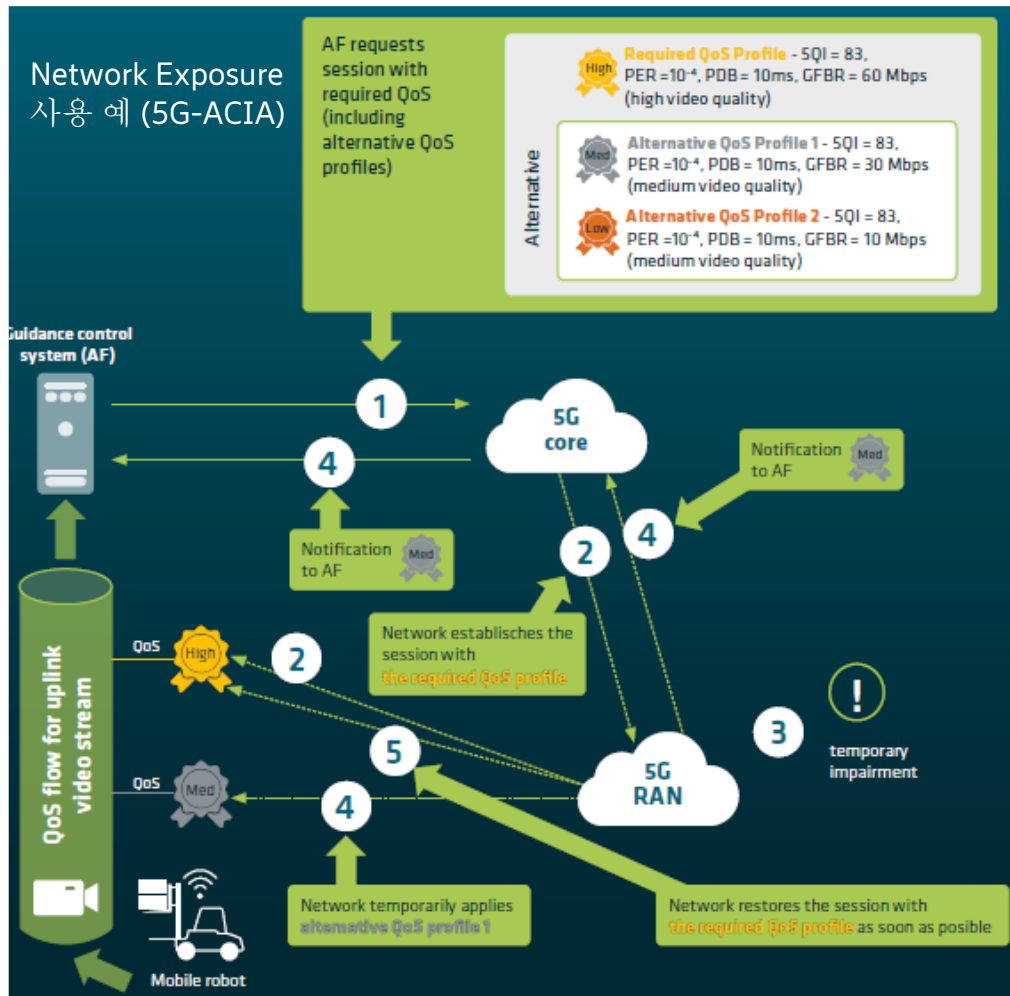 Network Exposure
사용 예 (5G-ACIA)
AF requests
session with
required QoS
(including
alternative QoS
profiles)
High
Required QoS Profile - 5QI = 83,
PER =10⁻⁴, PDB = 10ms, GFBR = 60 Mbps
(high video quality)
Alternative
Med
Alternative QoS Profile 1 - 5QI = 83,
PER =10⁻⁴, PDB = 10ms, GFBR = 30 Mbps
(medium video quality)
Low
Alternative QoS Profile 2 - 5QI = 83,
PER =10⁻⁴, PDB = 10ms, GFBR = 10 Mbps
(medium video quality)
Guidance control
system (AF)
1
5G
core
4
Notification
to AF
Med
Notification
to AF
Med
2
4
Network establisches the
session with
the required QoS profile
QoS
High
2
3
!
temporary
impairment
5
5G
RAN
QoS
Med
4
QoS flow for uplink
video stream
Network temporarily applies
alternative QoS profile 1
Network restores the session with
the required QoS profile as soon as posible
Mobile robot